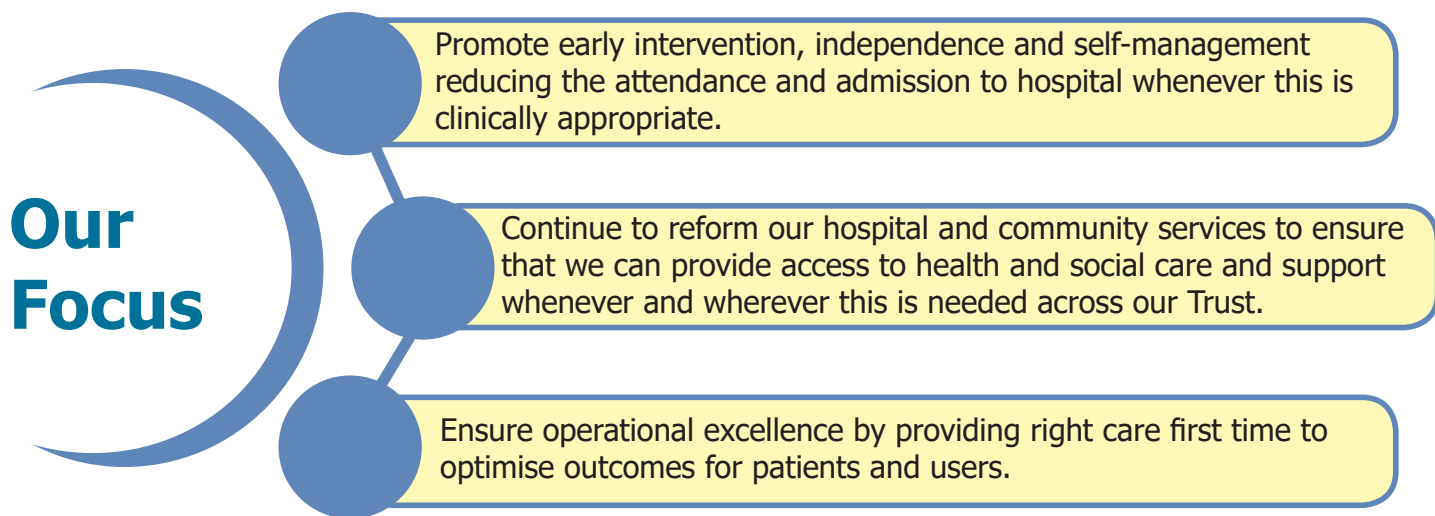 Our
Focus
Promote early intervention, independence and self-management
reducing the attendance and admission to hospital whenever this is
clinically appropriate.
Continue to reform our hospital and community services to ensure
that we can provide access to health and social care and support
whenever and wherever this is needed across our Trust.
Ensure operational excellence by providing right care first time to
optimise outcomes for patients and users.